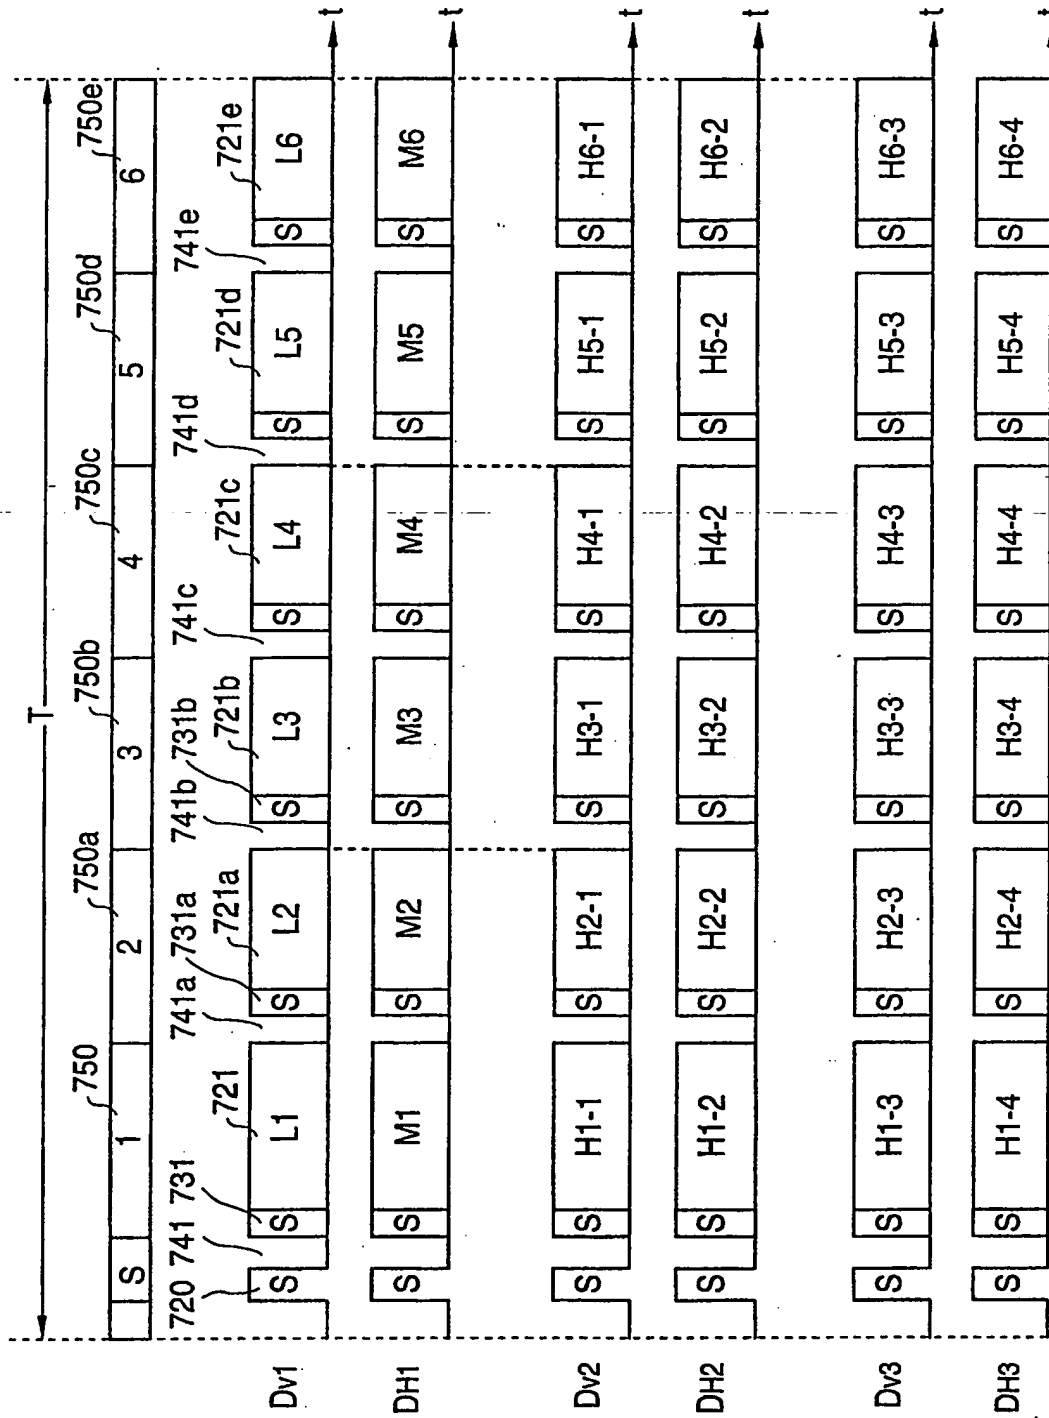 T
750 750a 750b 750c 750d 750e
S 1 2 3 4 5 6
720 741 731 721 741a 731a 721a 741b 731b 721b 741c 721c 741d 721d 741e 721e
Dv1 S S L1 S L2 S L3 S L4 S L5 S L6 t
DH1 S S M1 S M2 S M3 S M4 S M5 S M6 t
Dv2 S S H1-1 S H2-1 S H3-1 S H4-1 S H5-1 S H6-1 t
DH2 S S H1-2 S H2-2 S H3-2 S H4-2 S H5-2 S H6-2 t
Dv3 S S H1-3 S H2-3 S H3-3 S H4-3 S H5-3 S H6-3 t
DH3 S S H1-4 S H2-4 S H3-4 S H4-4 S H5-4 S H6-4 t